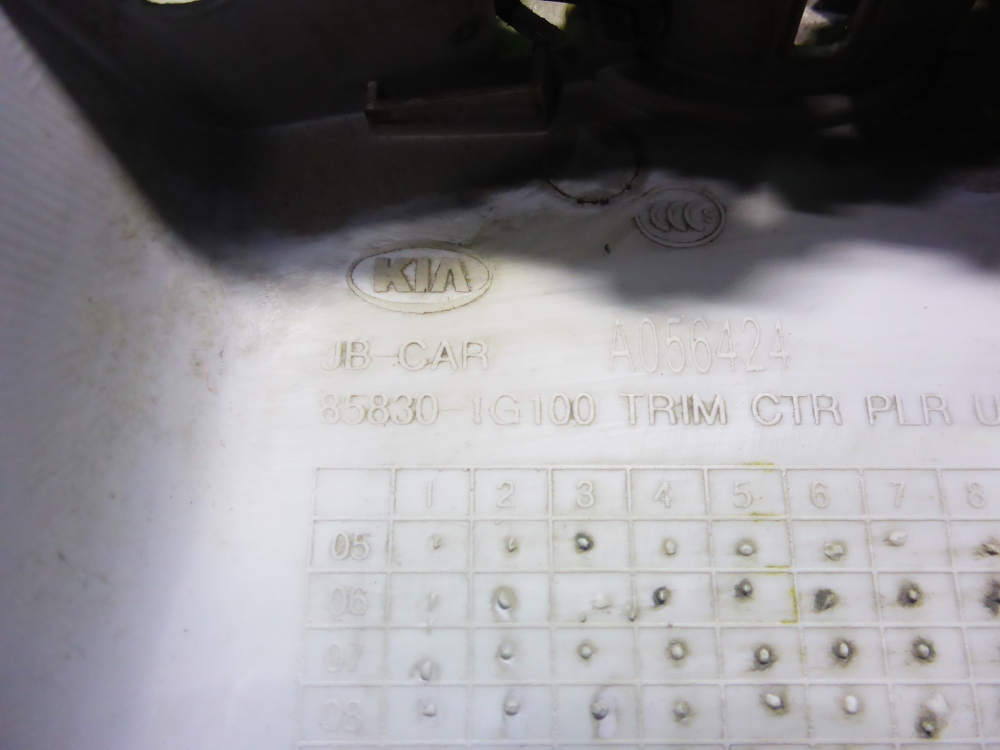 KIA
JB-CAR A056424
85830-1G100 TRIM CTR PLR U
1 2 3 4 5 6 7 8
05
06
07
08